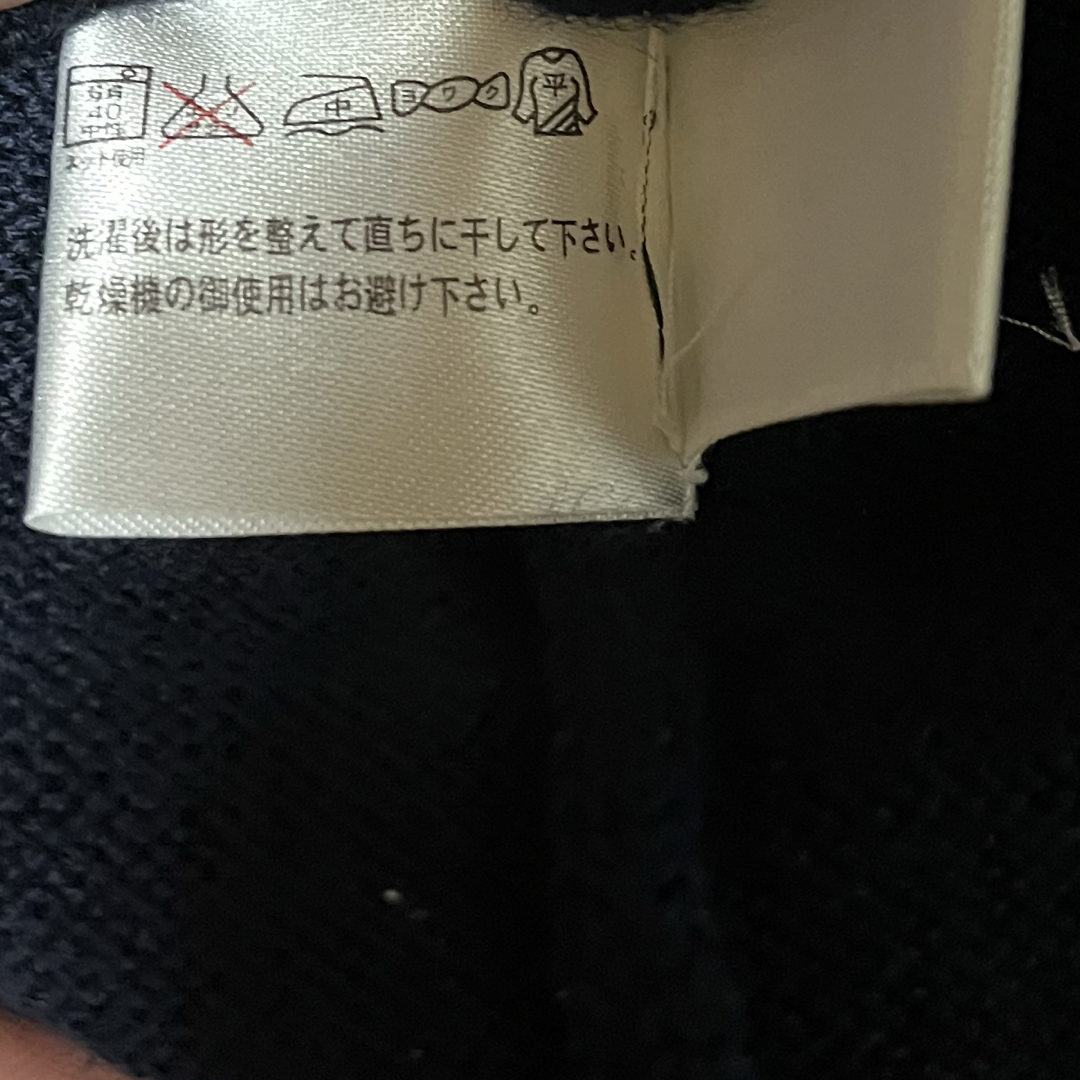 弱
40
中性
ネット使用
中
ヨワク
平
洗濯後は形を整えて直ちに干して下さい。
乾燥機の御使用はお避け下さい。